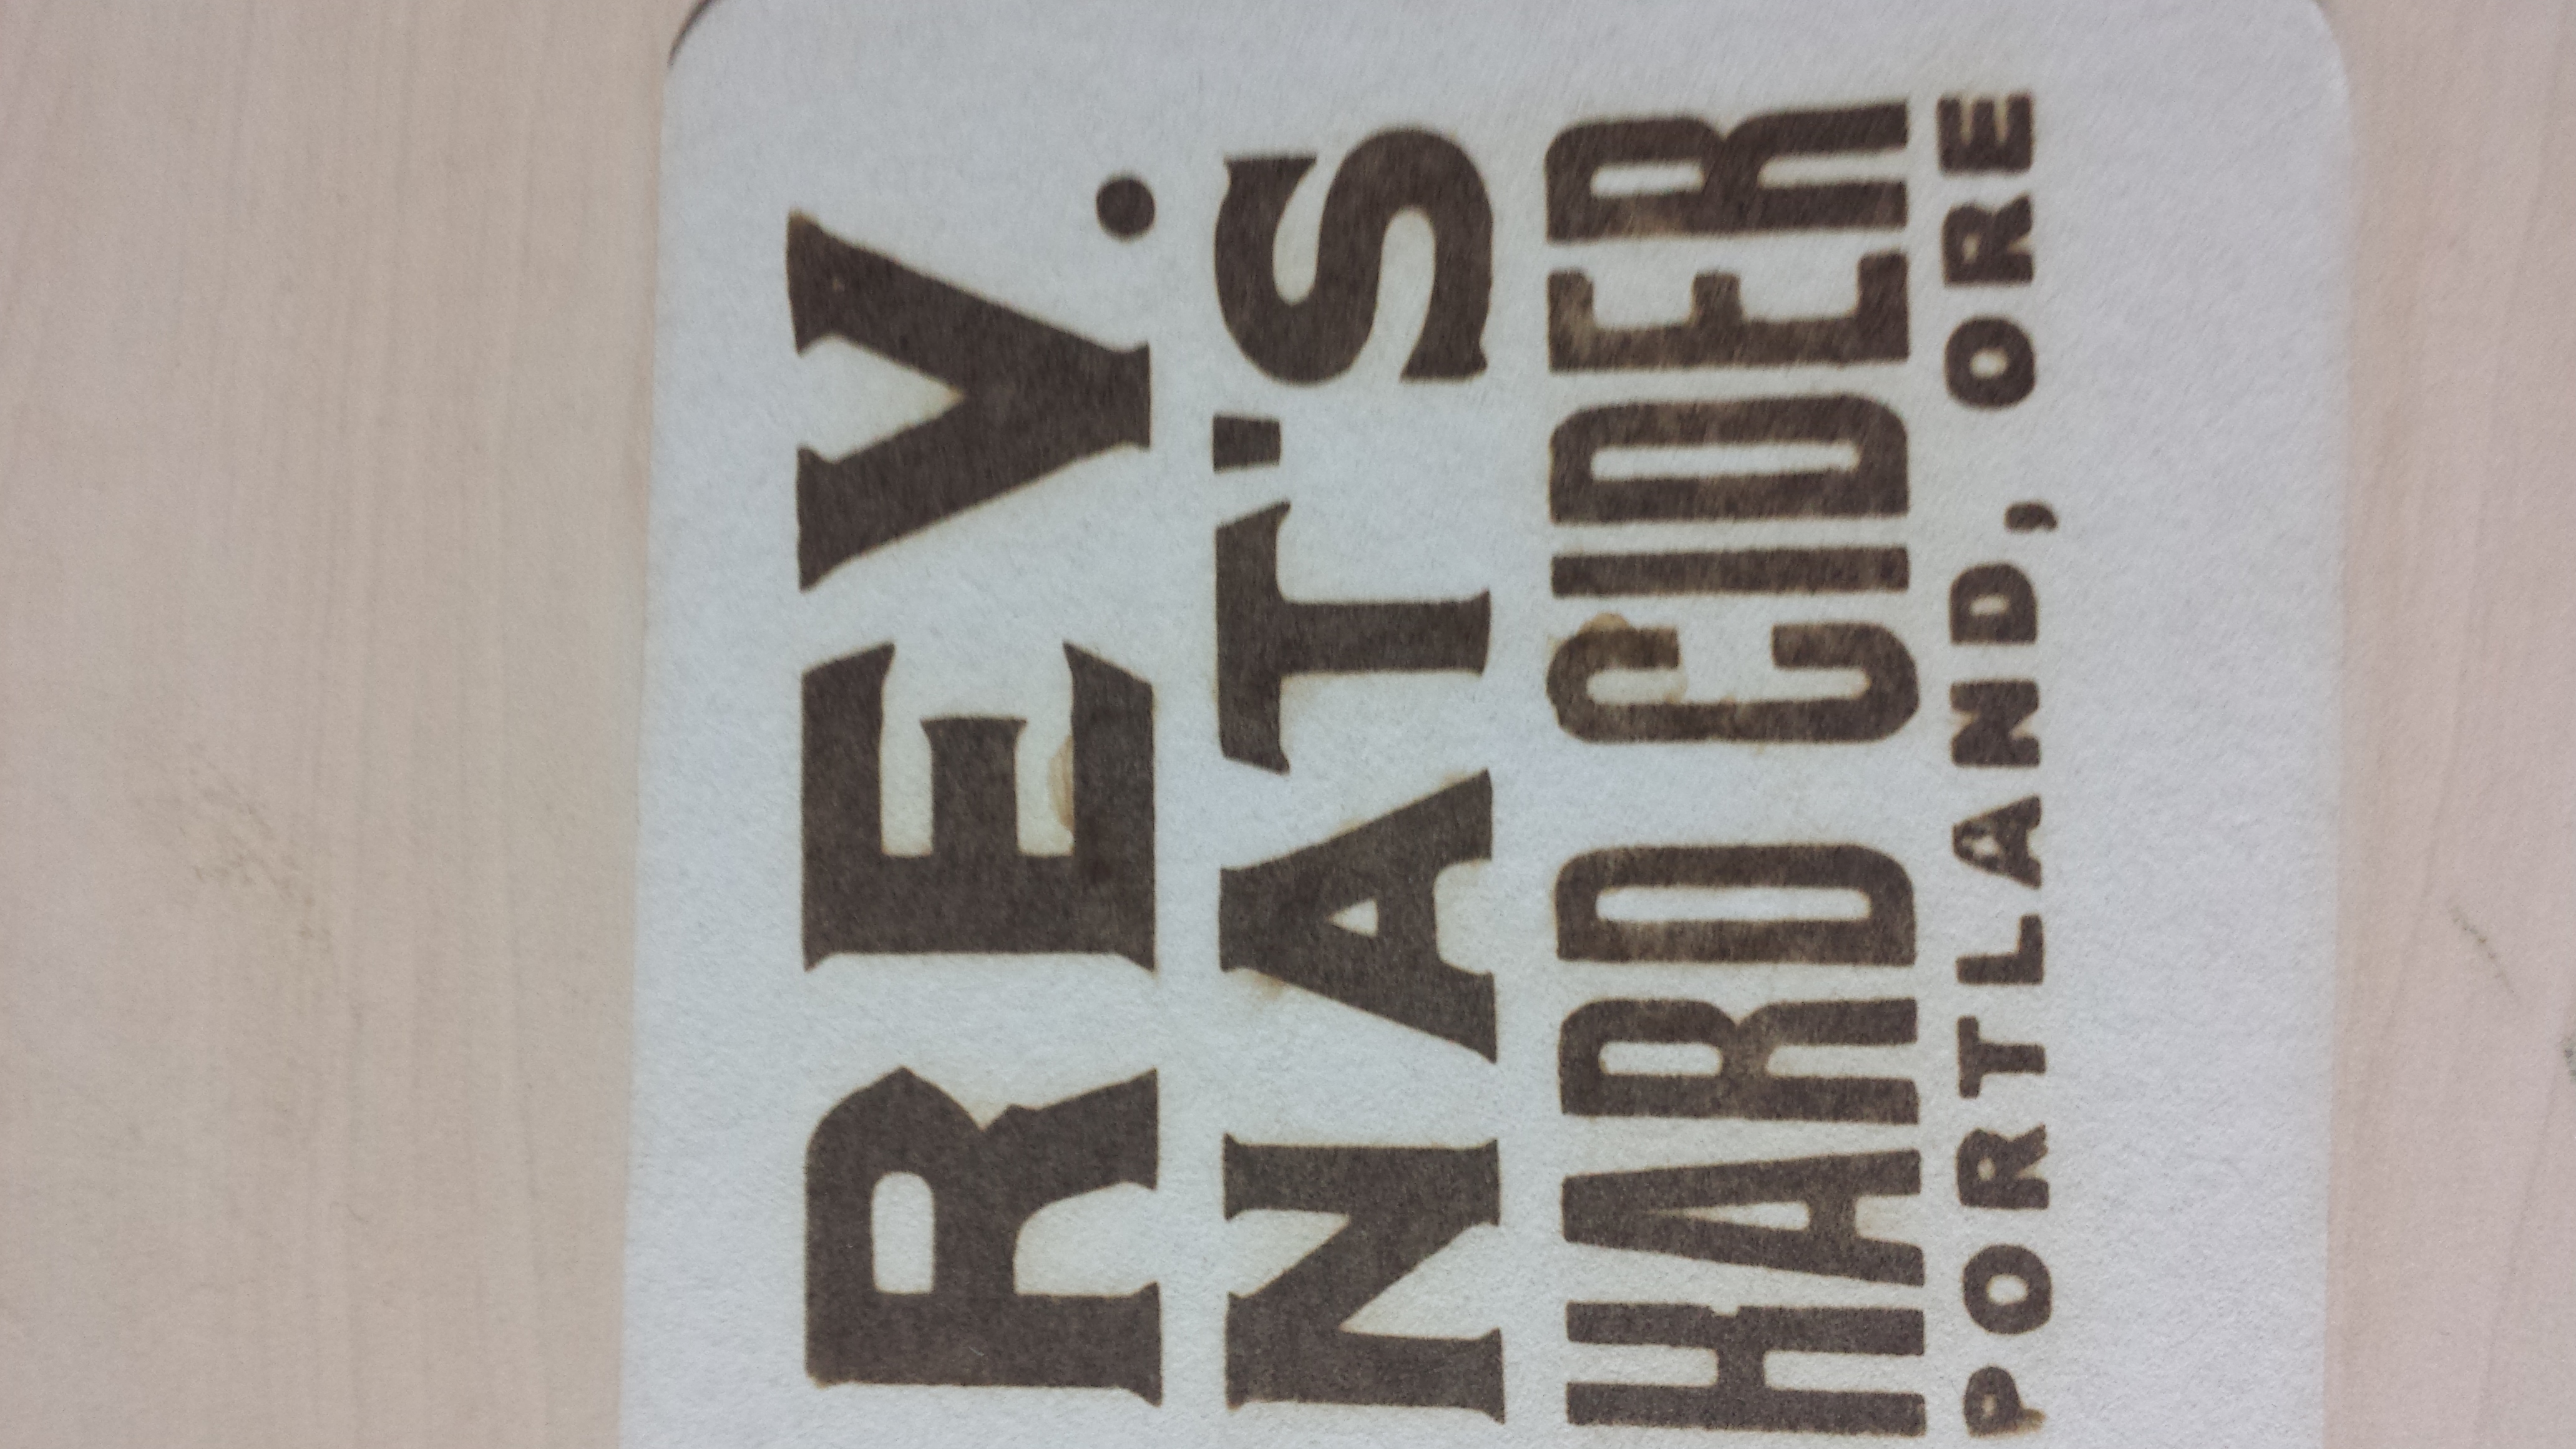 REV.
NAT'S
HARD CIDER
PORTLAND, ORE